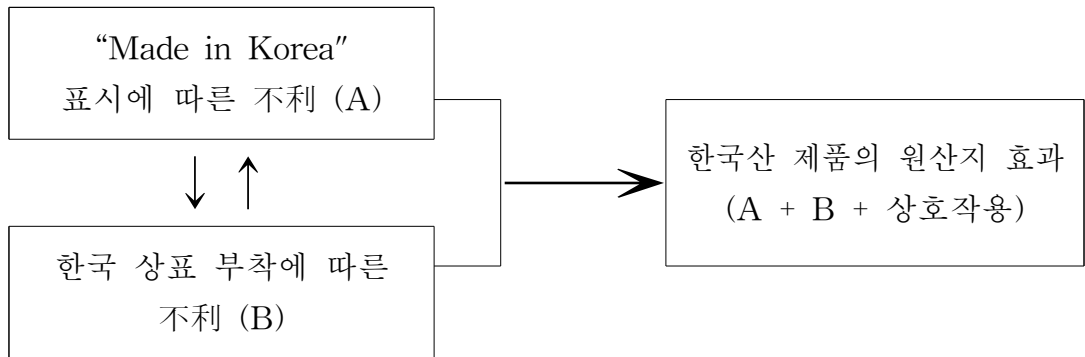 “Made in Korea”
표시에 따른 不利 (A)
한국 상표 부착에 따른
不利 (B)
한국산 제품의 원산지 효과
(A + B + 상호작용)